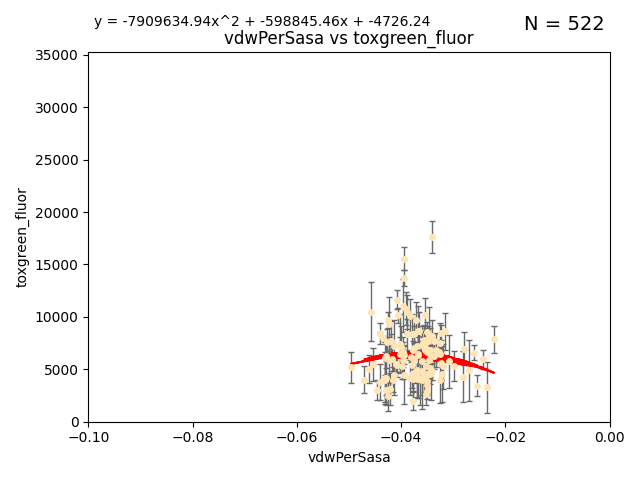 y = -7909634.94x^2 + -598845.46x + -4726.24
N = 522
vdwPerSasa vs toxgreen_fluor
35000
30000
25000
20000
15000
10000
5000
0
toxgreen_fluor
−0.10
−0.08
−0.06
−0.04
−0.02
0.00
vdwPerSasa